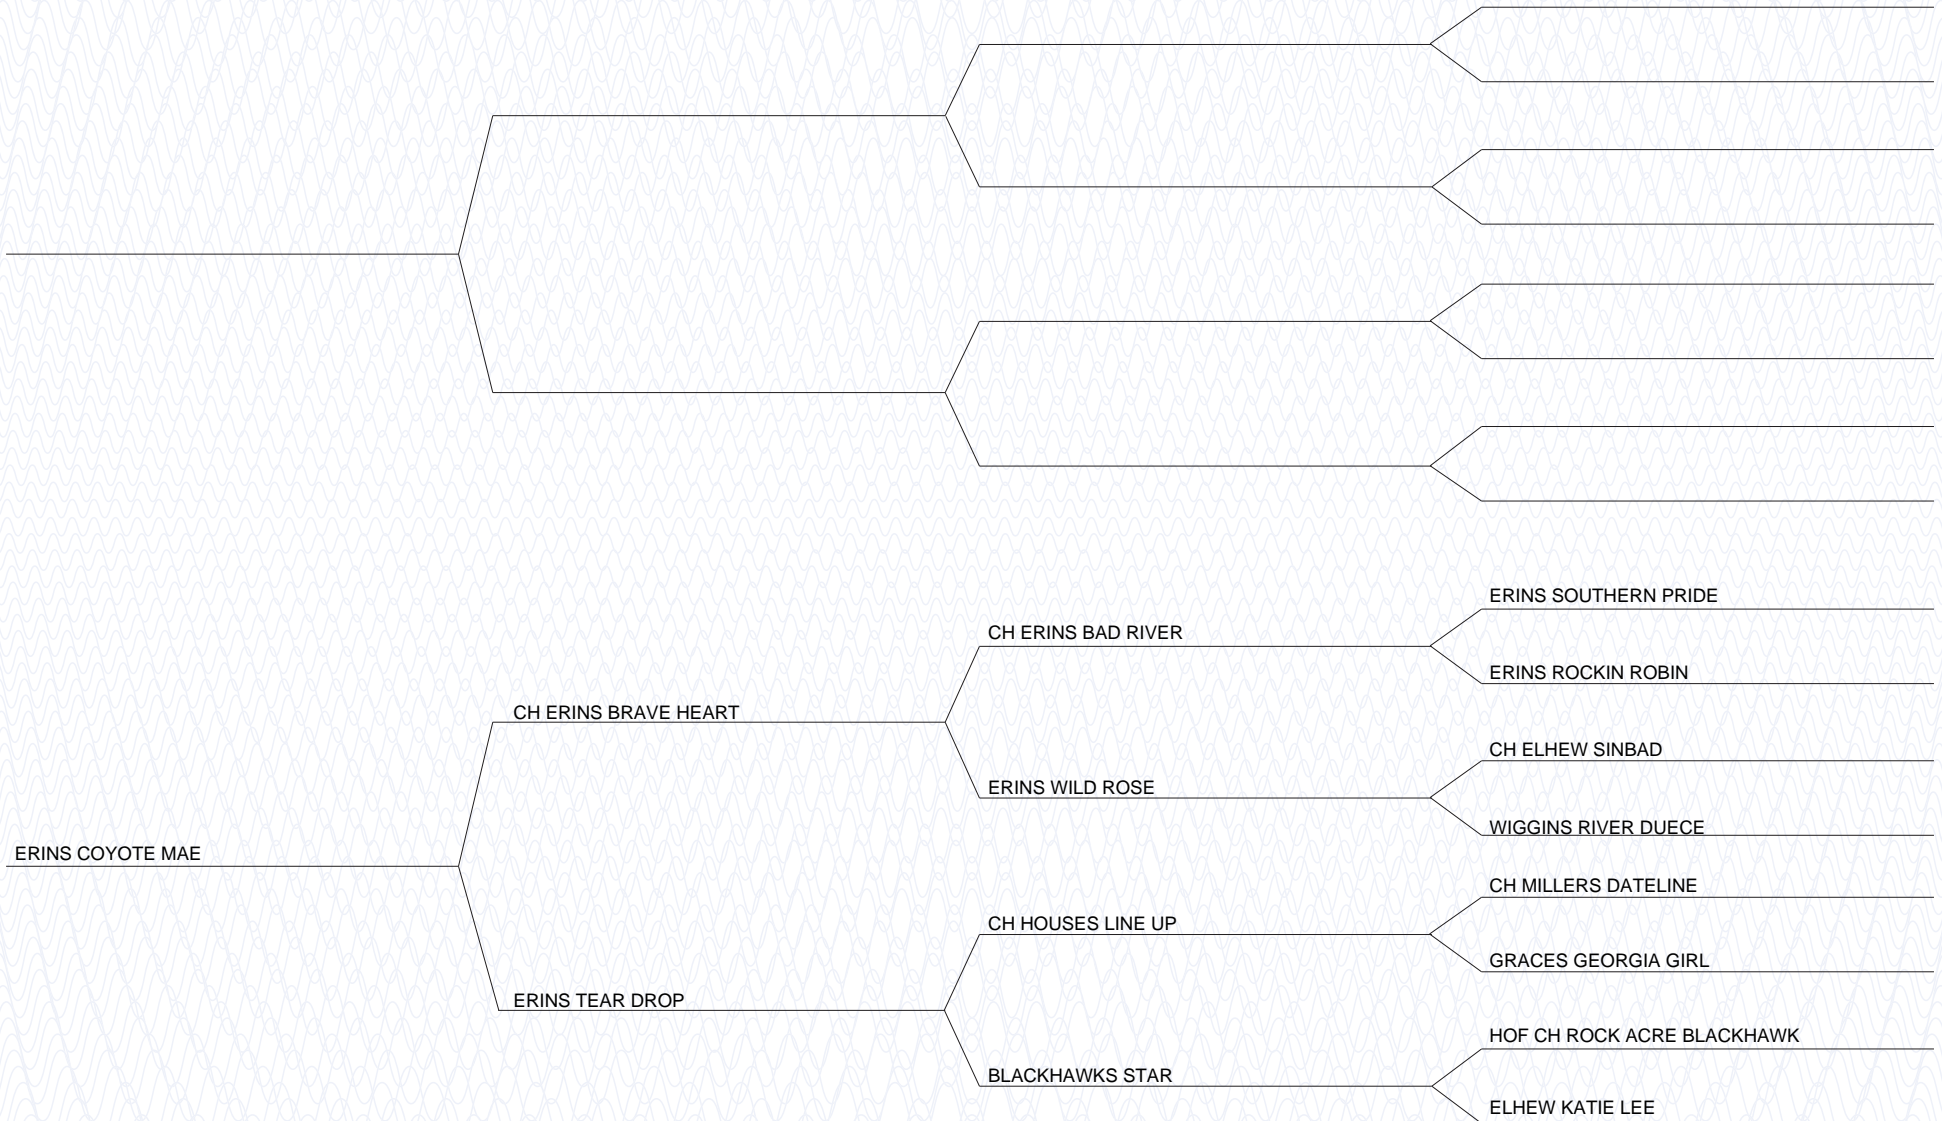 ERINS SOUTHERN PRIDE
CH ERINS BAD RIVER
ERINS ROCKIN ROBIN
CH ERINS BRAVE HEART
CH ELHEW SINBAD
ERINS WILD ROSE
WIGGINS RIVER DUECE
ERINS COYOTE MAE
CH MILLERS DATELINE
CH HOUSES LINE UP
GRACES GEORGIA GIRL
ERINS TEAR DROP
HOF CH ROCK ACRE BLACKHAWK
BLACKHAWKS STAR
ELHEW KATIE LEE